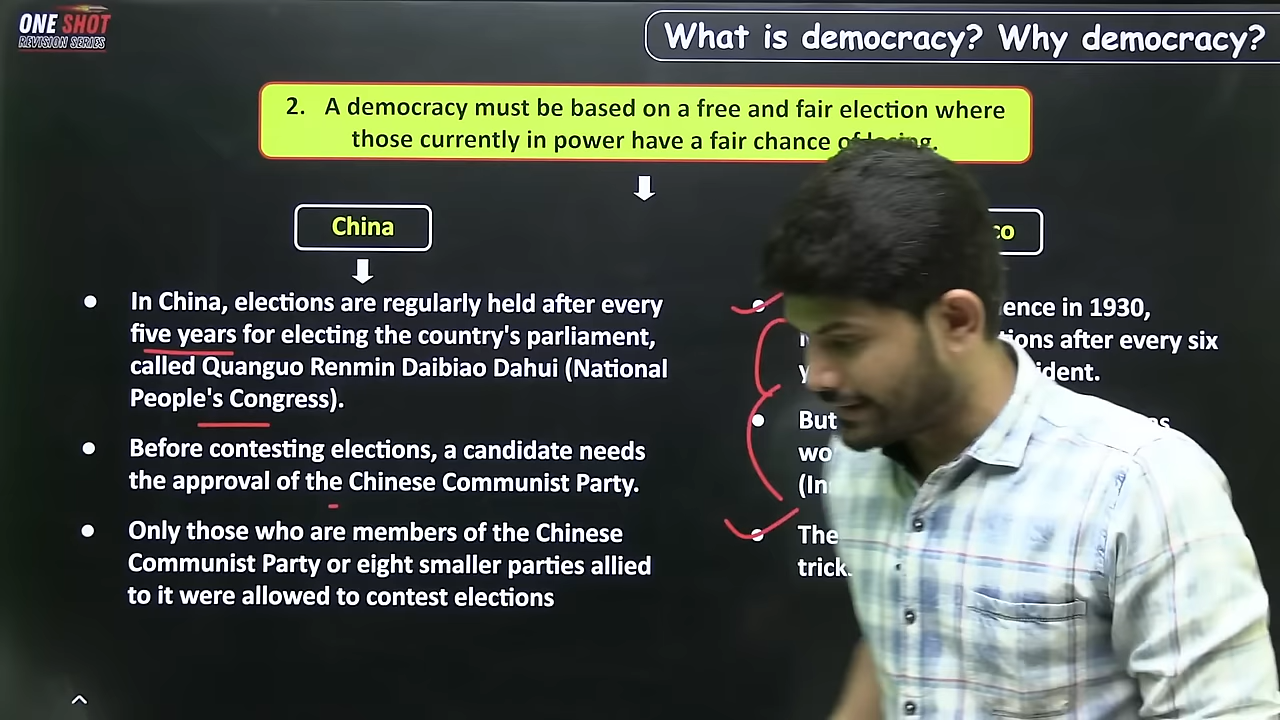 ONE SHOT
REVISION SERIES
What is democracy? Why democracy?
2. A democracy must be based on a free and fair election where
those currently in power have a fair chance of losing.
China
• In China, elections are regularly held after every
five years for electing the country's parliament,
called Quanguo Renmin Daibiao Dahui (National
People's Congress).
• Before contesting elections, a candidate needs
the approval of the Chinese Communist Party.
• Only those who are members of the Chinese
Communist Party or eight smaller parties allied
to it were allowed to contest elections
co
• ence in 1930,
ions after every six
ident.
• But
wo
(In
• The
trick